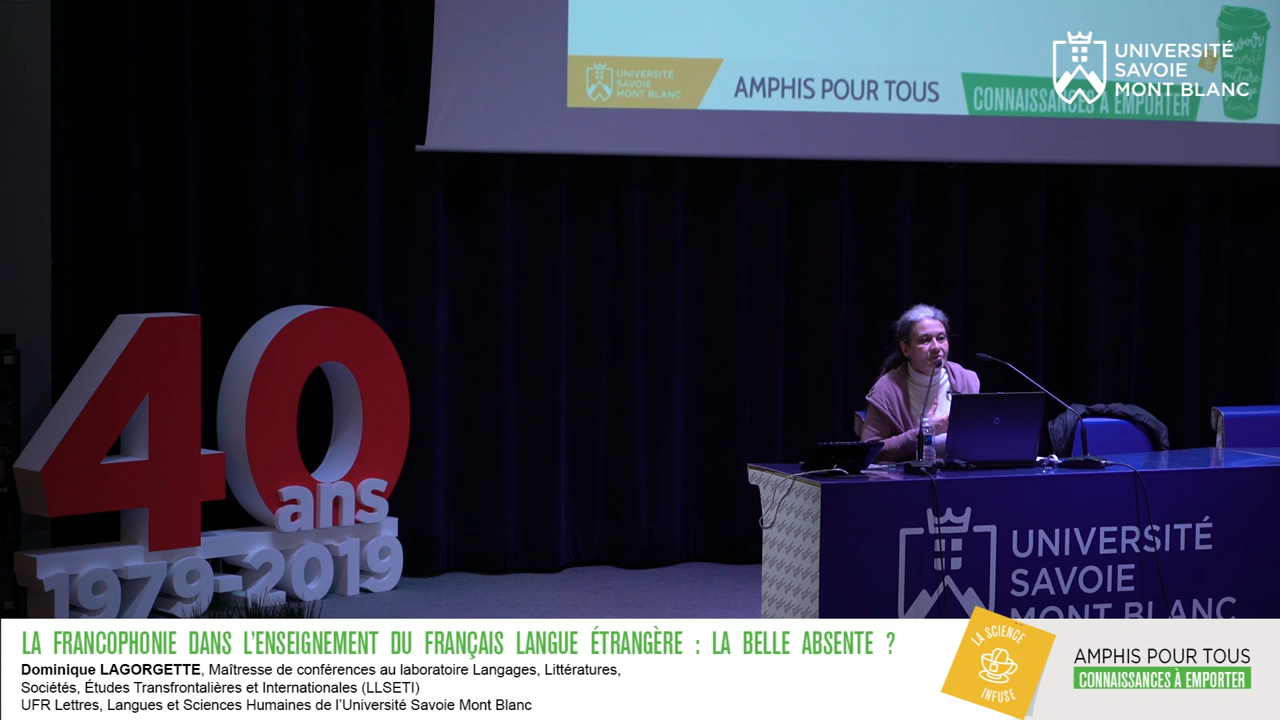 UNIVERSITÉ
SAVOIE
MONT BLANC
AMPHIS POUR TOUS
CONNAISSANCES À EMPORTER
UNIVERSITÉ
SAVOIE
MONT BLANC
40
ans
1979-2019
UNIVERSITÉ
SAVOIE
MONT BLANC
LA FRANCOPHONIE DANS L'ENSEIGNEMENT DU FRANÇAIS LANGUE ÉTRANGÈRE : LA BELLE ABSENTE ?
Dominique LAGORGETTE, Maîtresse de conférences au laboratoire Langages, Littératures,
Sociétés, Études Transfrontalières et Internationales (LLSETI)
UFR Lettres, Langues et Sciences Humaines de l'Université Savoie Mont Blanc
LA SCIENCE
INFUSE
AMPHIS POUR TOUS
CONNAISSANCES À EMPORTER